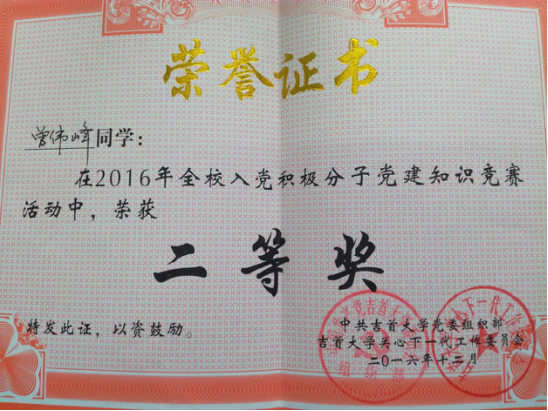 荣誉证书
曾伟峰同学：
在2016年全校入党积极分子党建知识竞赛
活动中，荣获
二等奖
特发此证，以资鼓励。
中共吉首大学党委组织部
吉首大学关心下一代工作委员会
二〇一六年十二月